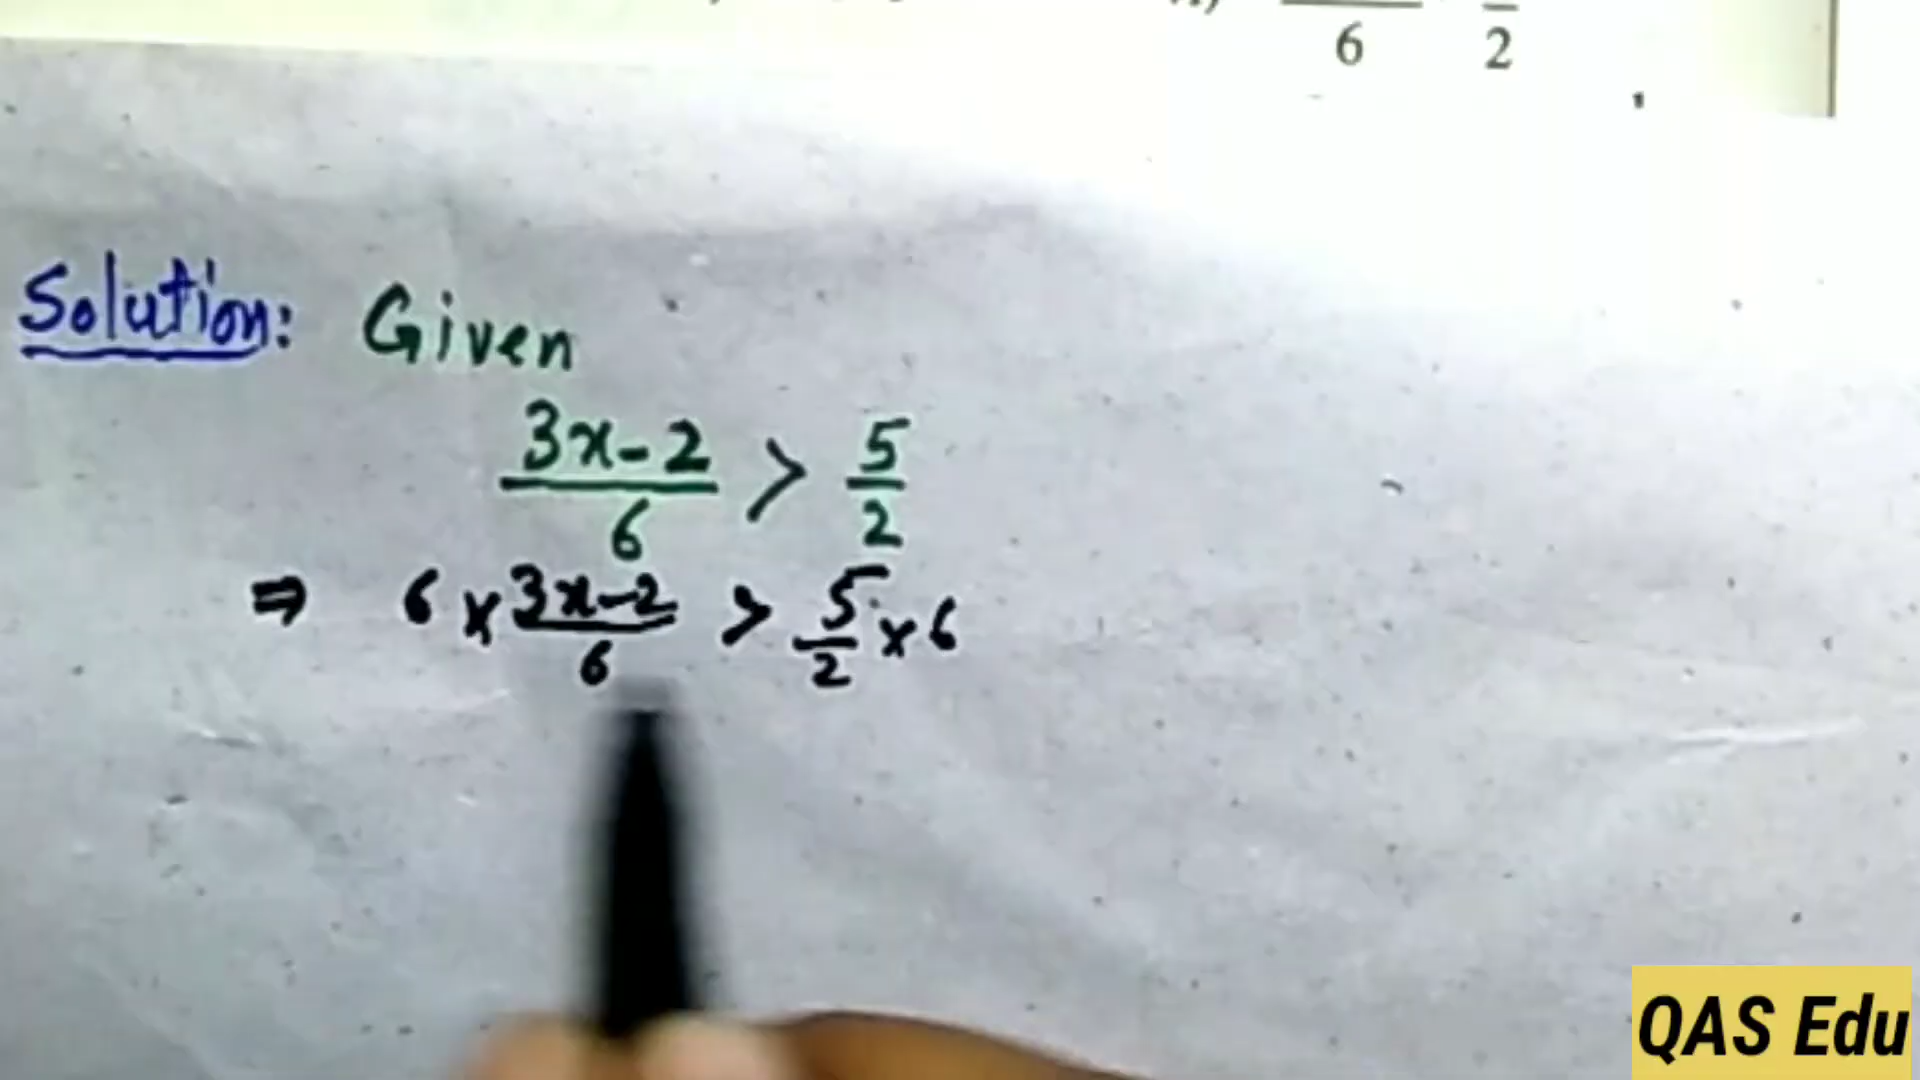 6 2
Solution: Given
3x-2/6 > 5/2
⇒ 6 × 3x-2/6 > 5/2 × 6
QAS Edu